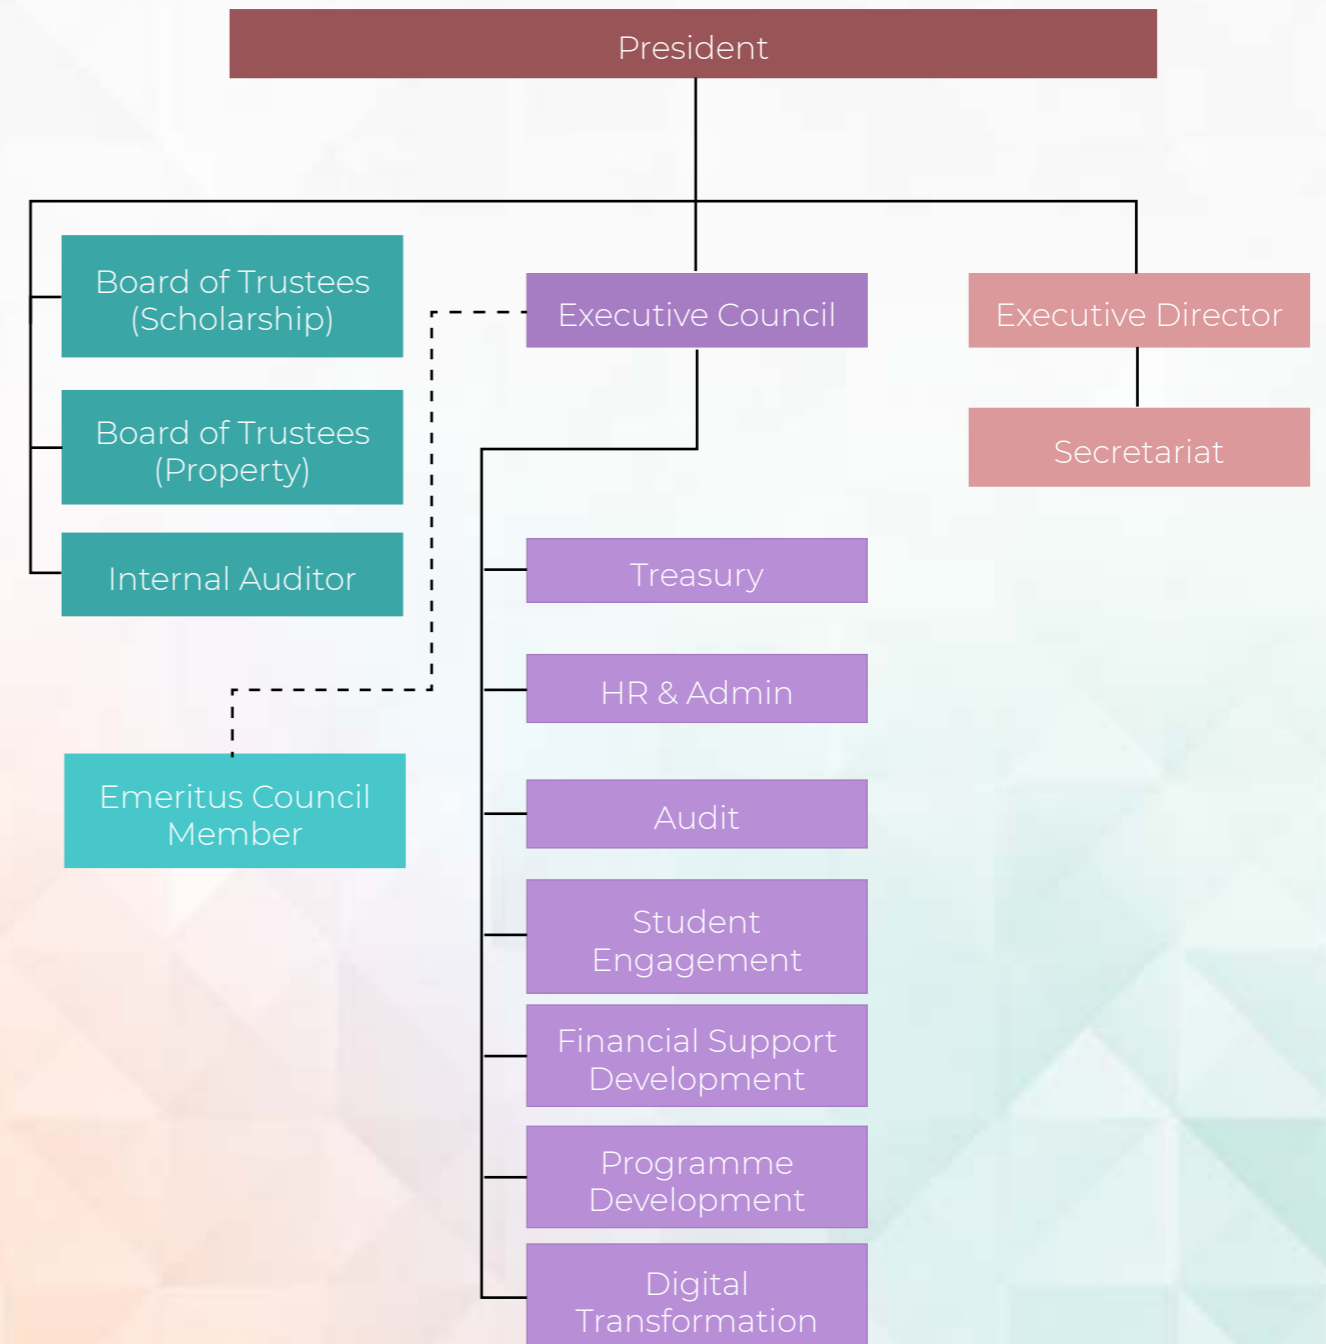 President
Board of Trustees
(Scholarship)
Executive Council
Executive Director
Board of Trustees
(Property)
Secretariat
Internal Auditor
Treasury
HR & Admin
Emeritus Council
Member
Audit
Student
Engagement
Financial Support
Development
Programme
Development
Digital
Transformation